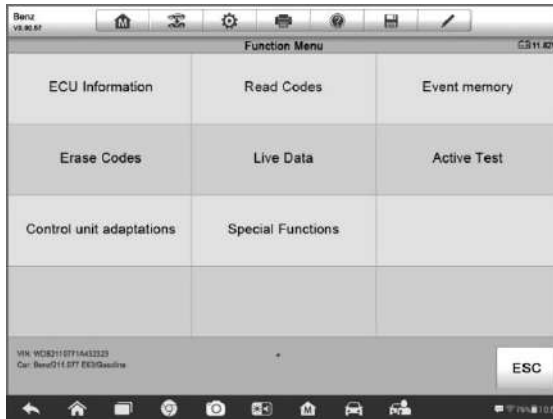 Benz
Function Menu
ECU Information
Read Codes
Event memory
Erase Codes
Live Data
Active Test
Control unit adaptations
Special Functions
ESC